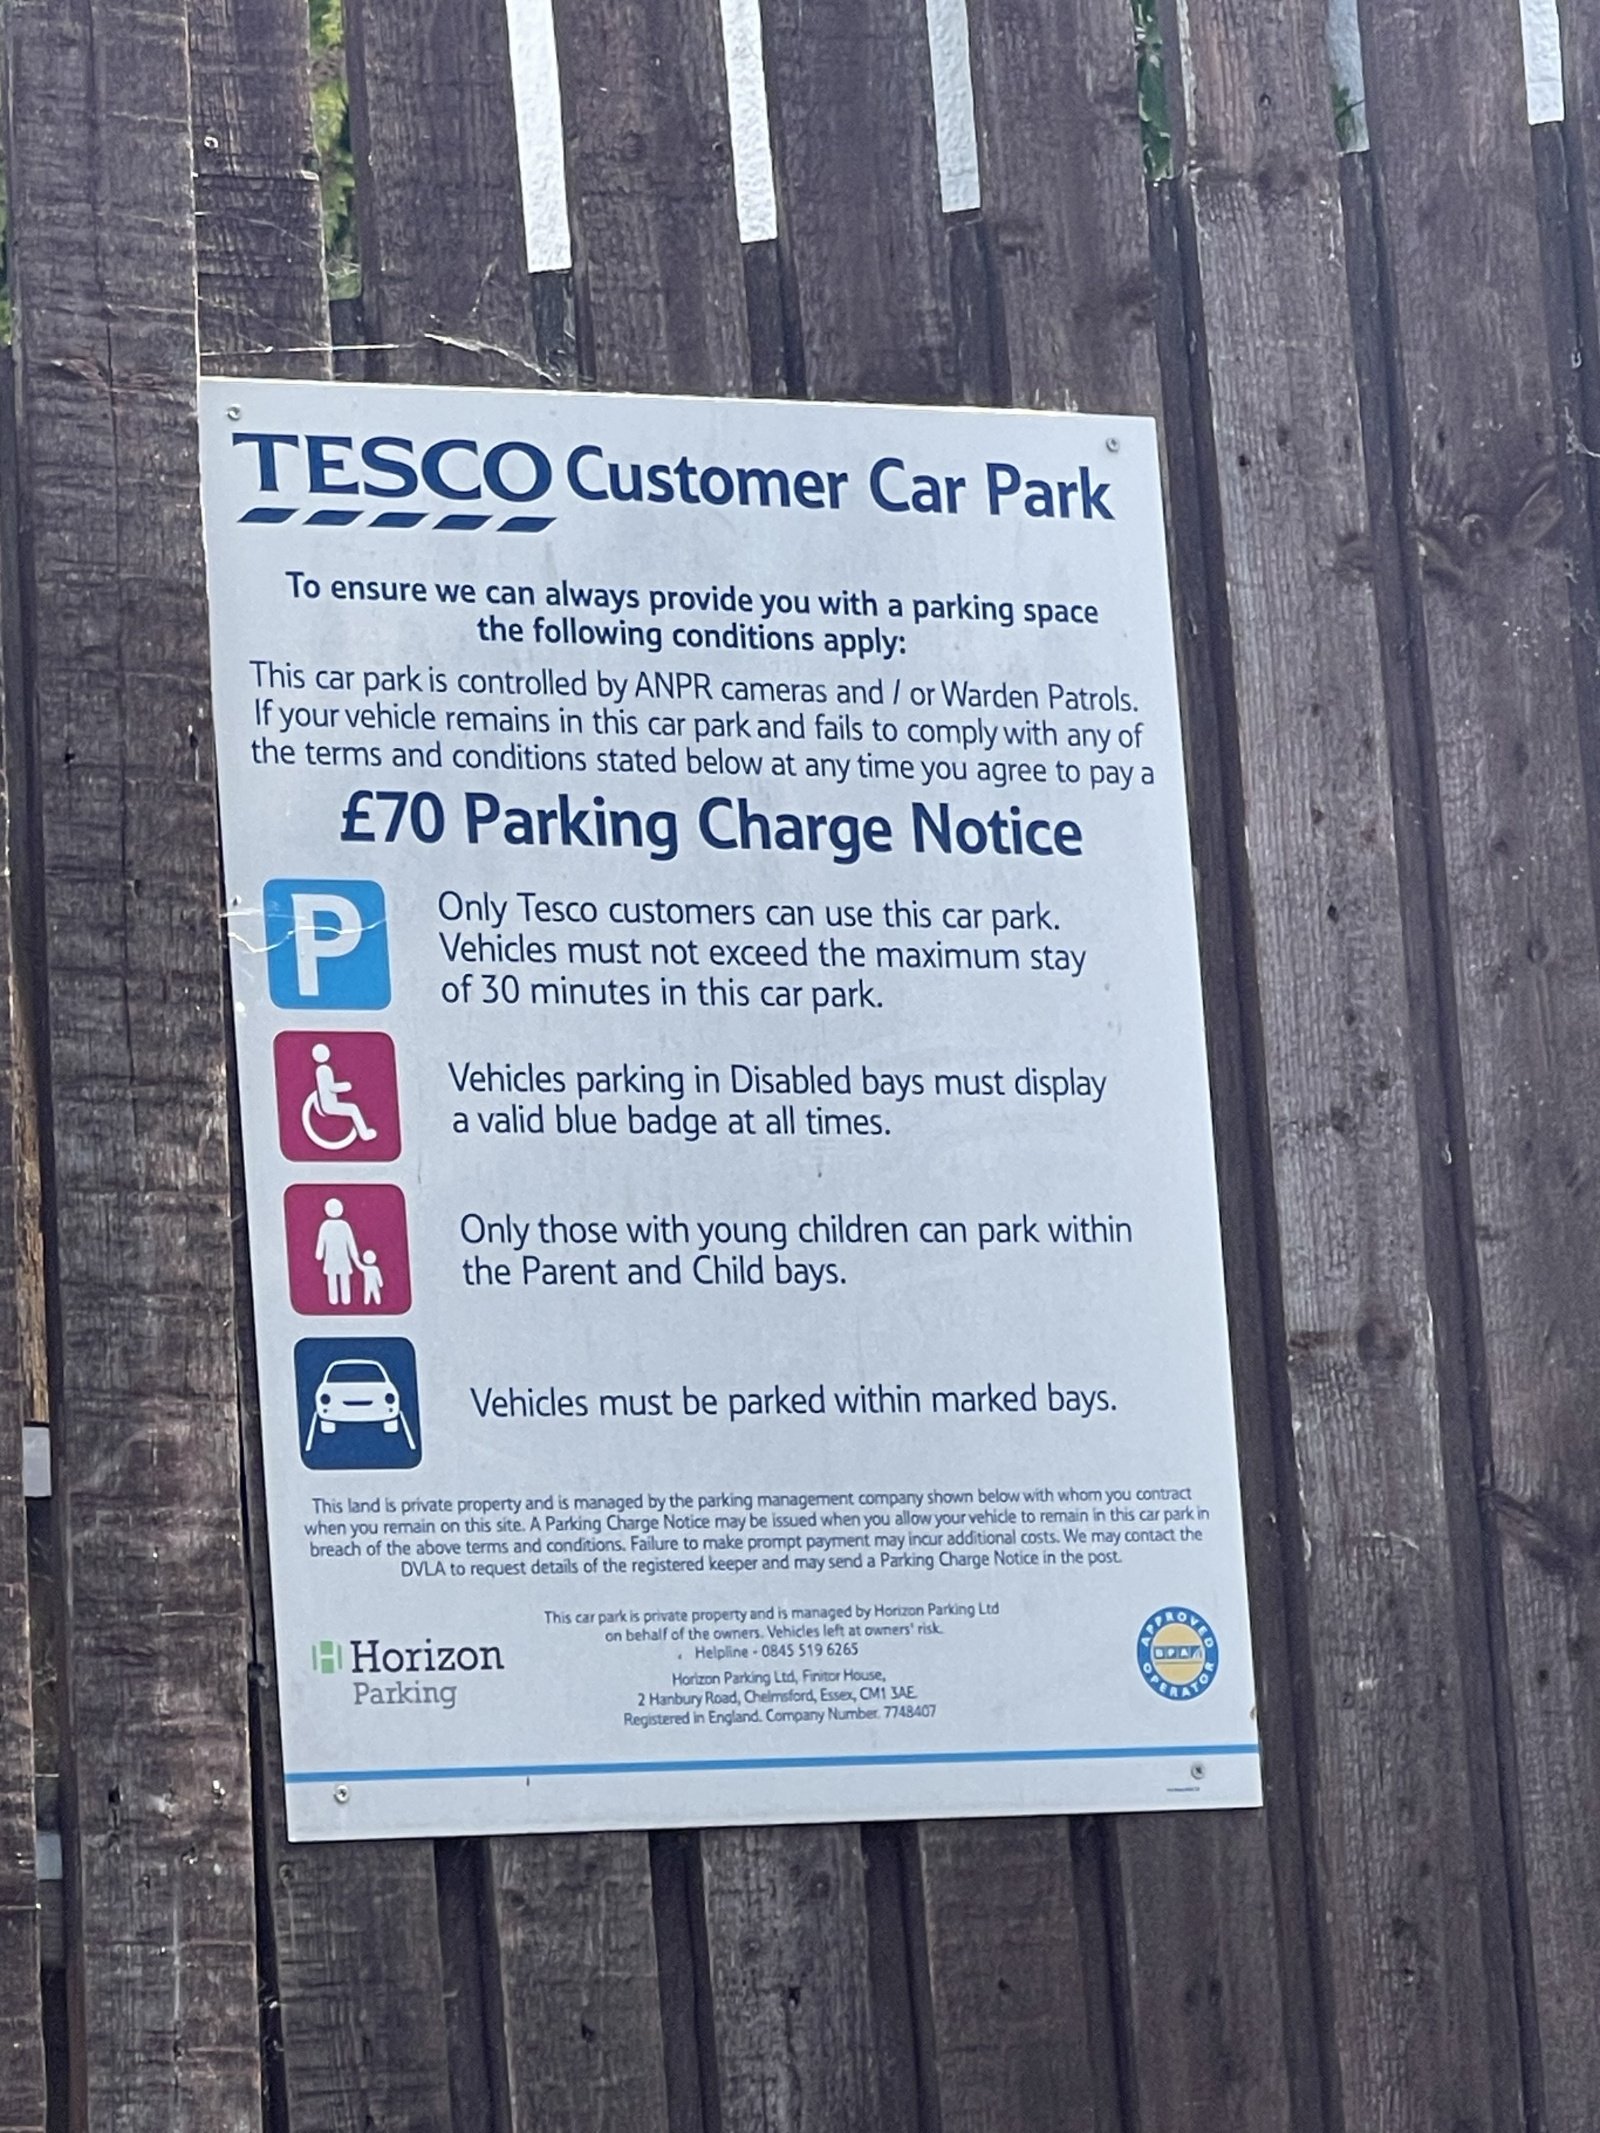 TESCO Customer Car Park
To ensure we can always provide you with a parking space
the following conditions apply:
This car park is controlled by ANPR cameras and / or Warden Patrols.
If your vehicle remains in this car park and fails to comply with any of
the terms and conditions stated below at any time you agree to pay a
£70 Parking Charge Notice
P
Only Tesco customers can use this car park.
Vehicles must not exceed the maximum stay
of 30 minutes in this car park.
Vehicles parking in Disabled bays must display
a valid blue badge at all times.
Only those with young children can park within
the Parent and Child bays.
Vehicles must be parked within marked bays.
This land is private property and is managed by the parking management company shown below with whom you contract
when you remain on this site. A Parking Charge Notice may be issued when you allow your vehicle to remain in this car park in
breach of the above terms and conditions. Failure to make prompt payment may incur additional costs. We may contact the
DVLA to request details of the registered keeper and may send a Parking Charge Notice in the post.
This car park is private property and is managed by Horizon Parking Ltd
on behalf of the owners. Vehicles left at owners' risk.
Helpline - 0845 519 6265
Horizon Parking Ltd, Finitor House,
2 Hanbury Road, Chelmsford, Essex, CM1 3AE.
Registered in England. Company Number. 7748407
H Horizon
Parking
APPROVED
BPA
OPERATOR